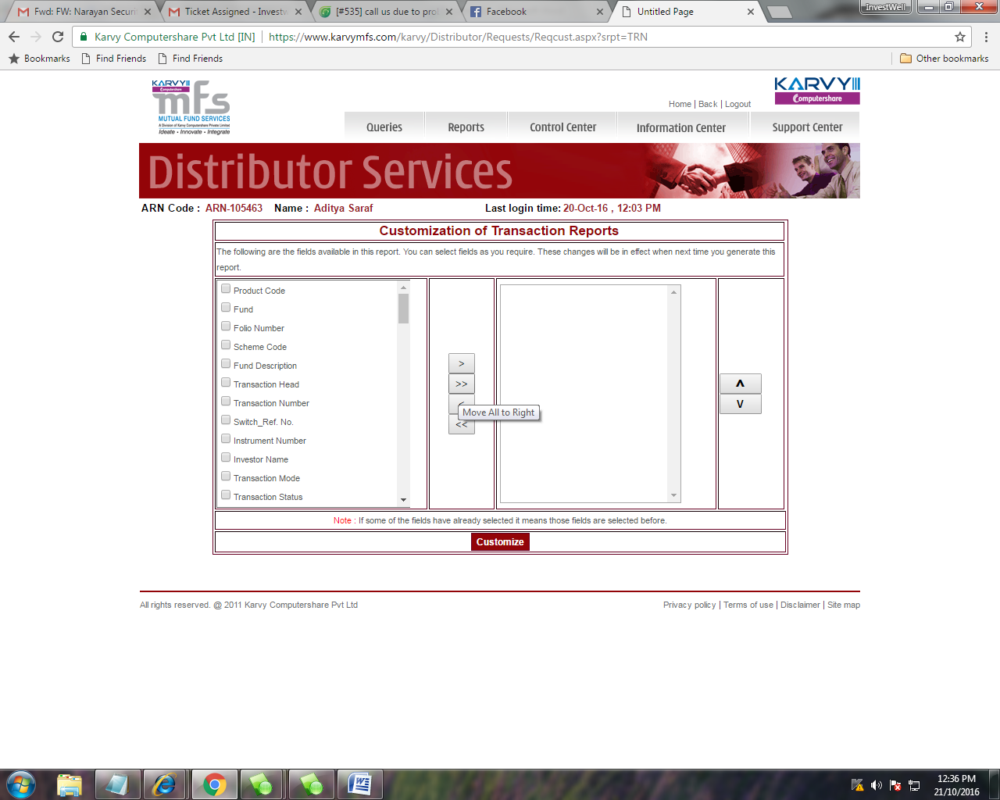 Fwd: FW: Narayan Securi
Ticket Assigned - Investw
[#535] call us due to prol
Facebook
Untitled Page
InvestWell
Karvy Computershare Pvt Ltd [IN] https://www.karvymfs.com/karvy/Distributor/Requests/Reqcust.aspx?srpt=TRN
Bookmarks Find Friends Find Friends Other bookmarks
KARVY
Computershare
mfs
MUTUAL FUND SERVICES
A Division of Karvy Computershare Private Limited
Ideate • Innovate • Integrate
KARVY
Computershare
Home | Back | Logout
Queries Reports Control Center Information Center Support Center
Distributor Services
ARN Code : ARN-105463 Name : Aditya Saraf Last login time: 20-Oct-16 , 12:03 PM
Customization of Transaction Reports
The following are the fields available in this report. You can select fields as you require. These changes will be in effect when next time you generate this
report.
Product Code
Fund
Folio Number
Scheme Code
Fund Description
Transaction Head
Transaction Number
Switch_Ref. No.
Instrument Number
Investor Name
Transaction Mode
Transaction Status
>
>>
<
<<
Move All to Right
Λ
V
Note : If some of the fields have already selected it means those fields are selected before.
Customize
All rights reserved. @ 2011 Karvy Computershare Pvt Ltd
Privacy policy | Terms of use | Disclaimer | Site map
12:36 PM
21/10/2016